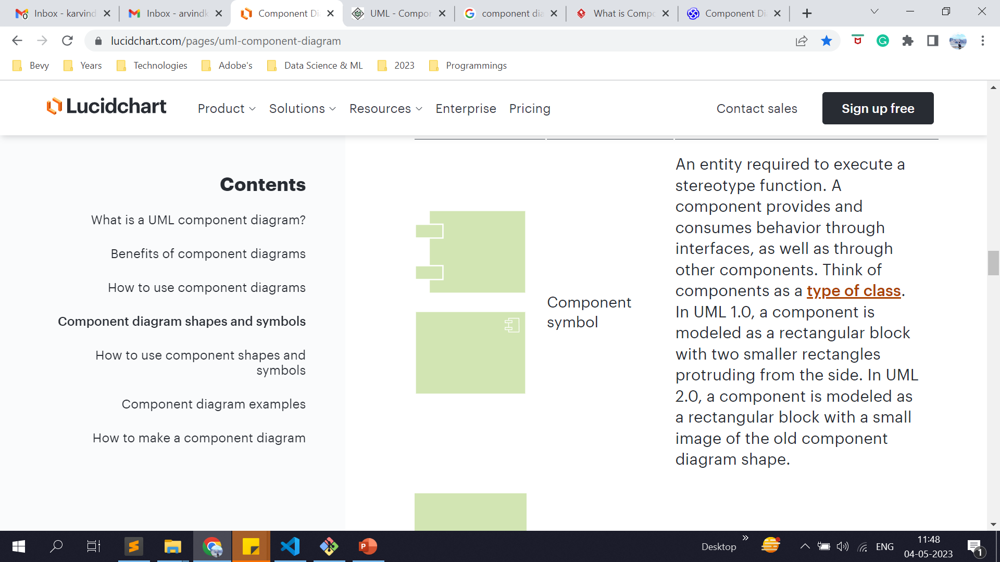 Inbox - karvind
Inbox - arvindk
Component Di
UML - Compon
component dia
What is Compo
Component Di
lucidchart.com/pages/uml-component-diagram
Bevy
Years
Technologies
Adobe's
Data Science & ML
2023
Programmings
Lucidchart
Product
Solutions
Resources
Enterprise
Pricing
Contact sales
Sign up free
Contents
What is a UML component diagram?
Benefits of component diagrams
How to use component diagrams
Component diagram shapes and symbols
How to use component shapes and
symbols
Component diagram examples
How to make a component diagram
Component
symbol
An entity required to execute a
stereotype function. A
component provides and
consumes behavior through
interfaces, as well as through
other components. Think of
components as a type of class.
In UML 1.0, a component is
modeled as a rectangular block
with two smaller rectangles
protruding from the side. In UML
2.0, a component is modeled as
a rectangular block with a small
image of the old component
diagram shape.
Desktop
ENG
11:48
04-05-2023
1